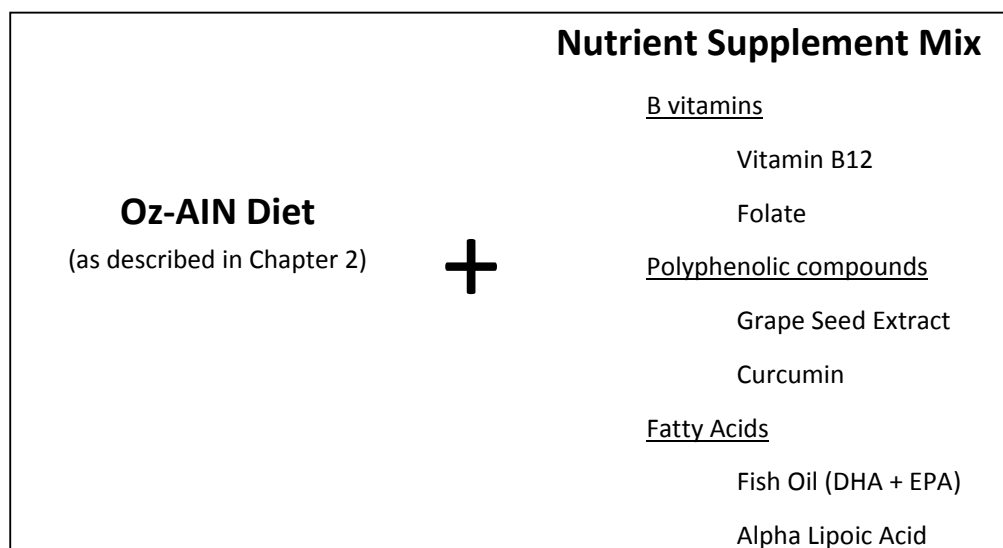 Oz-AIN Diet
(as described in Chapter 2)
+
Nutrient Supplement Mix
B vitamins
Vitamin B12
Folate
Polyphenolic compounds
Grape Seed Extract
Curcumin
Fatty Acids
Fish Oil (DHA + EPA)
Alpha Lipoic Acid